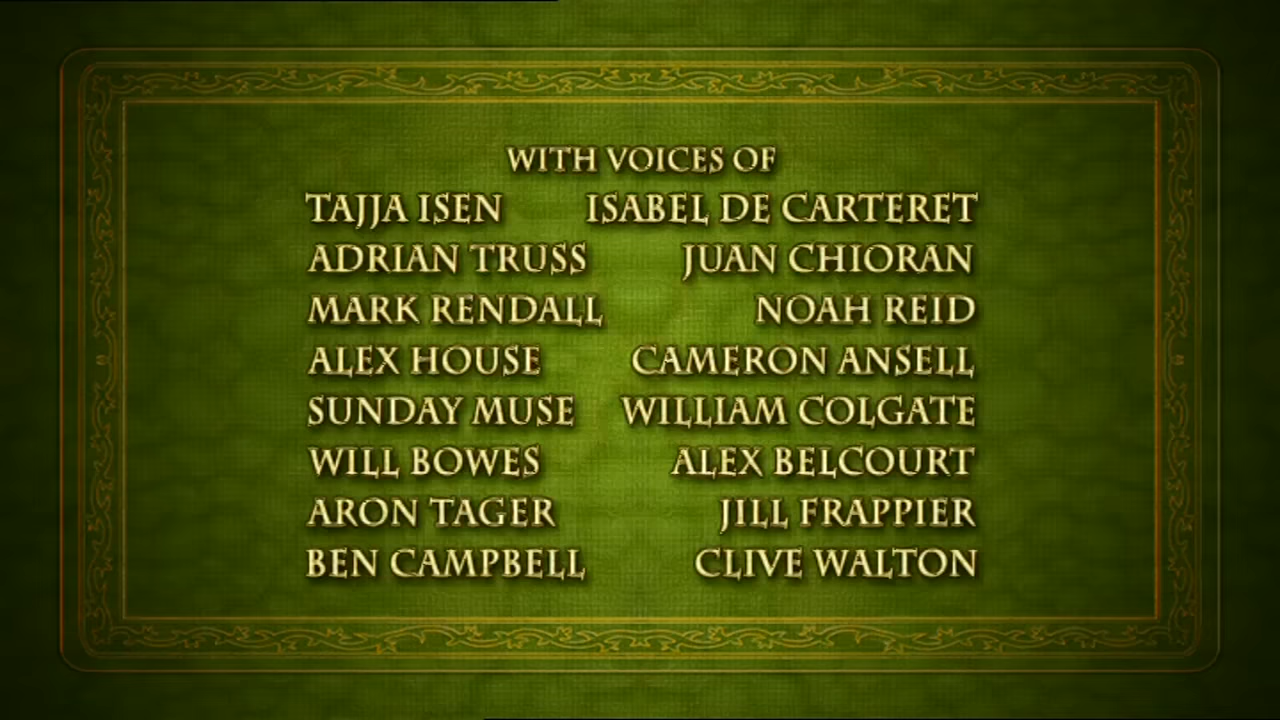 WITH VOICES OF
TAJJA ISEN ISABEL DE CARTERET
ADRIAN TRUSS JUAN CHIORAN
MARK RENDALL NOAH REID
ALEX HOUSE CAMERON ANSELL
SUNDAY MUSE WILLIAM COLGATE
WILL BOWES ALEX BELCOURT
ARON TAGER JILL FRAPPIER
BEN CAMPBELL CLIVE WALTON